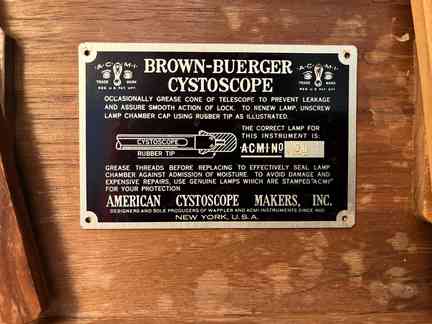 A·C·M·I·
TRADE MARK
REG. U.S. PAT. OFF.
A·C·M·I·
TRADE MARK
REG. U.S. PAT. OFF.
BROWN-BUERGER
CYSTOSCOPE
OCCASIONALLY GREASE CONE OF TELESCOPE TO PREVENT LEAKAGE
AND ASSURE SMOOTH ACTION OF LOCK. TO RENEW LAMP, UNSCREW
LAMP CHAMBER CAP USING RUBBER TIP AS ILLUSTRATED.
CYSTOSCOPE
RUBBER TIP
THE CORRECT LAMP FOR
THIS INSTRUMENT IS:
ACMI Nº
GREASE THREADS BEFORE REPLACING TO EFFECTIVELY SEAL LAMP
CHAMBER AGAINST ADMISSION OF MOISTURE. TO AVOID DAMAGE AND
EXPENSIVE REPAIRS, USE GENUINE LAMPS WHICH ARE STAMPED "ACMI"
FOR YOUR PROTECTION
AMERICAN CYSTOSCOPE MAKERS, INC.
DESIGNERS AND SOLE PRODUCERS OF WAPPLER AND ACMI INSTRUMENTS SINCE
NEW YORK, U.S.A.